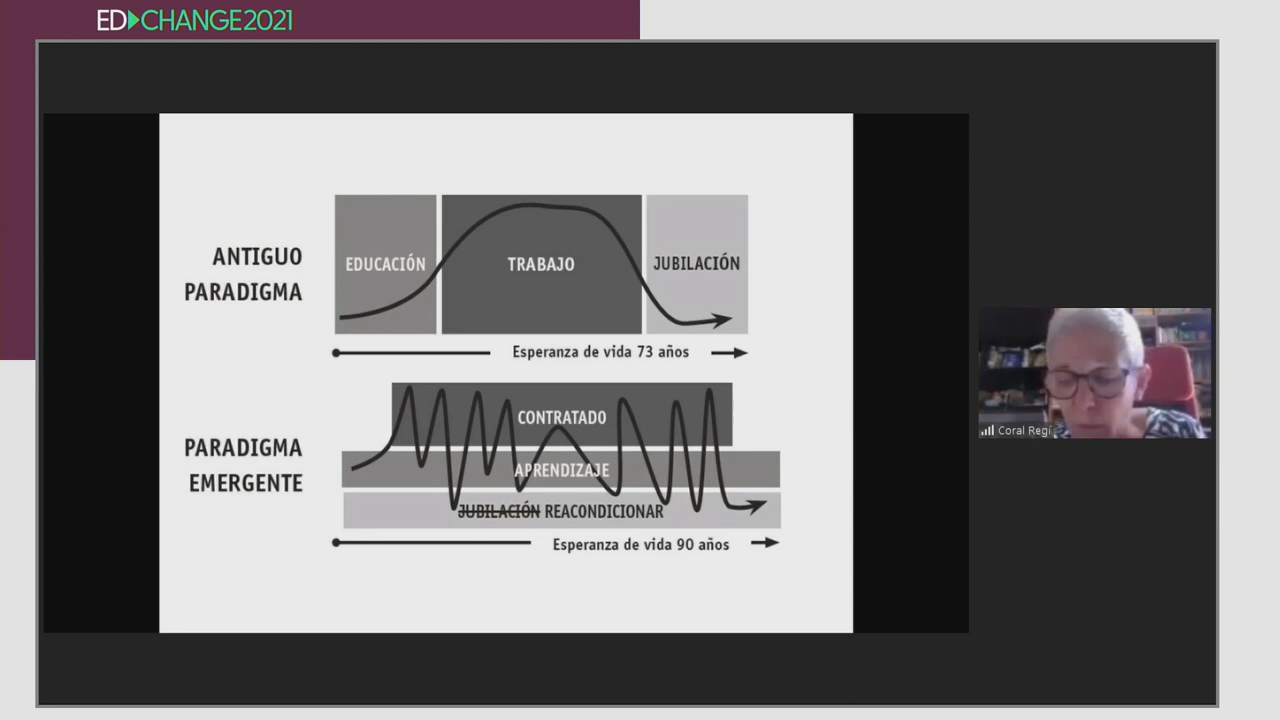 ED CHANGE2021
ANTIGUO
PARADIGMA
EDUCACIÓN
TRABAJO
JUBILACIÓN
Esperanza de vida 73 años
PARADIGMA
EMERGENTE
CONTRATADO
APRENDIZAJE
JUBILACIÓN REACONDICIONAR
Esperanza de vida 90 años
Coral Regí